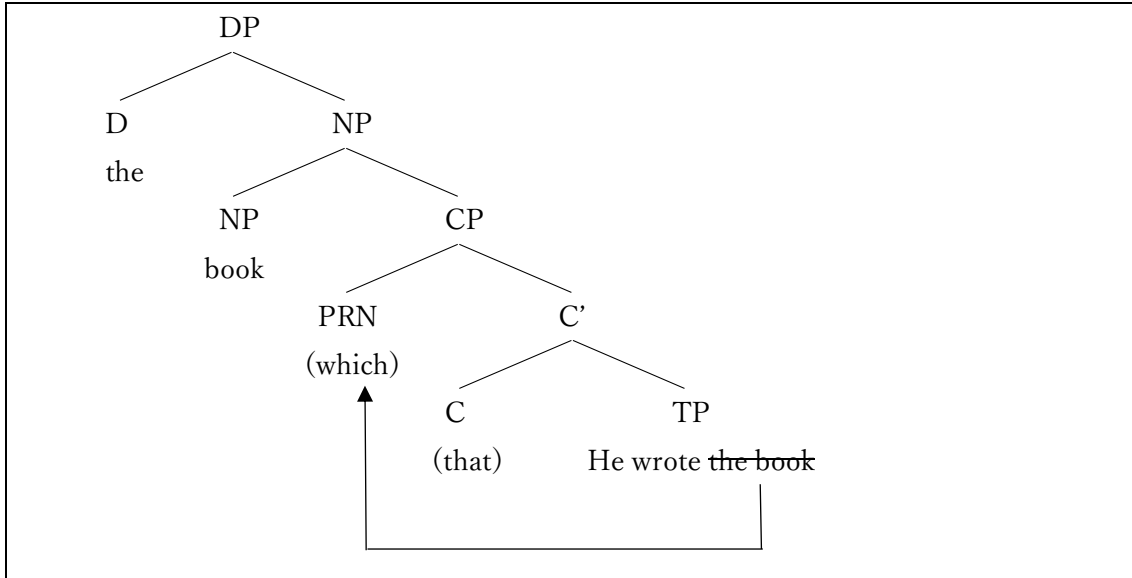 DP
D NP
the
NP CP
book
PRN C’
(which)
C TP
(that) He wrote the book